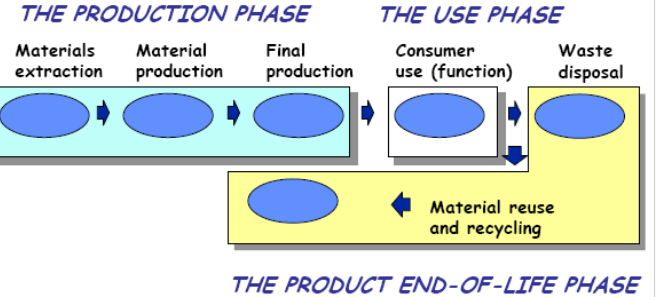 THE PRODUCTION PHASE
THE USE PHASE
Materials
extraction
Material
production
Final
production
Consumer
use (function)
Waste
disposal
Material reuse
and recycling
THE PRODUCT END-OF-LIFE PHASE